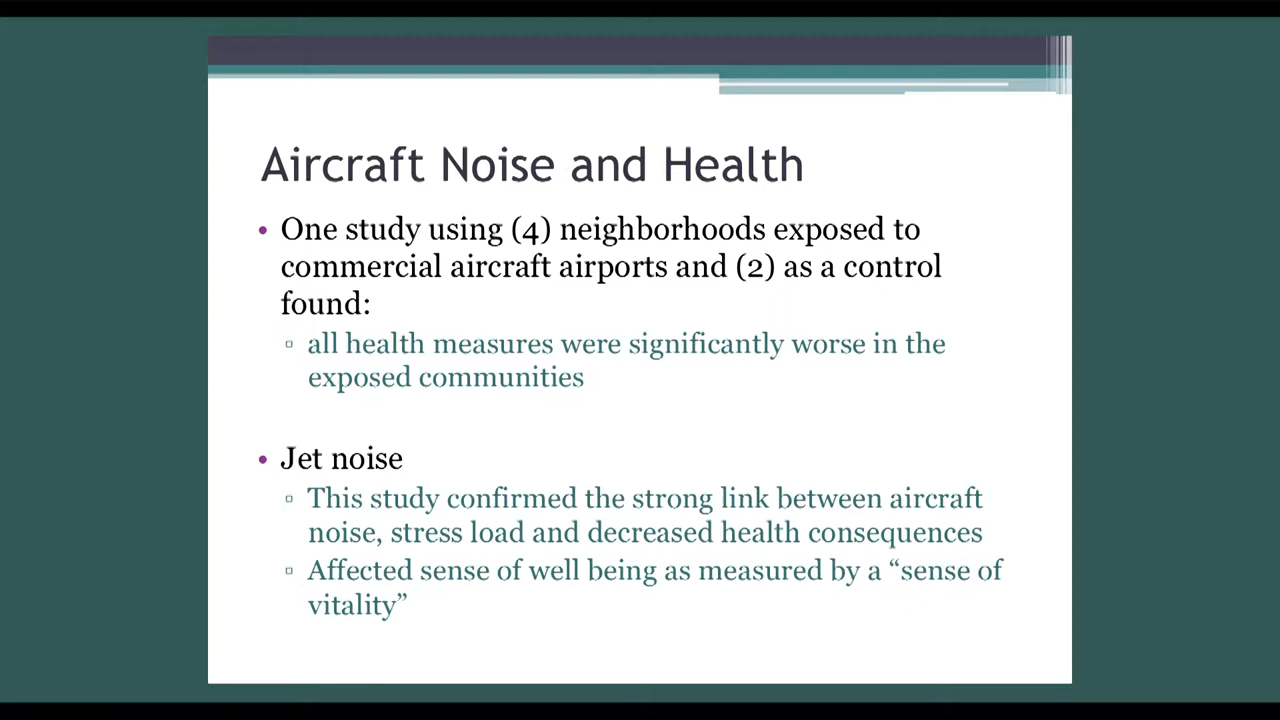 Aircraft Noise and Health
• One study using (4) neighborhoods exposed to
commercial aircraft airports and (2) as a control
found:
▫ all health measures were significantly worse in the
exposed communities
• Jet noise
▫ This study confirmed the strong link between aircraft
noise, stress load and decreased health consequences
▫ Affected sense of well being as measured by a “sense of
vitality”